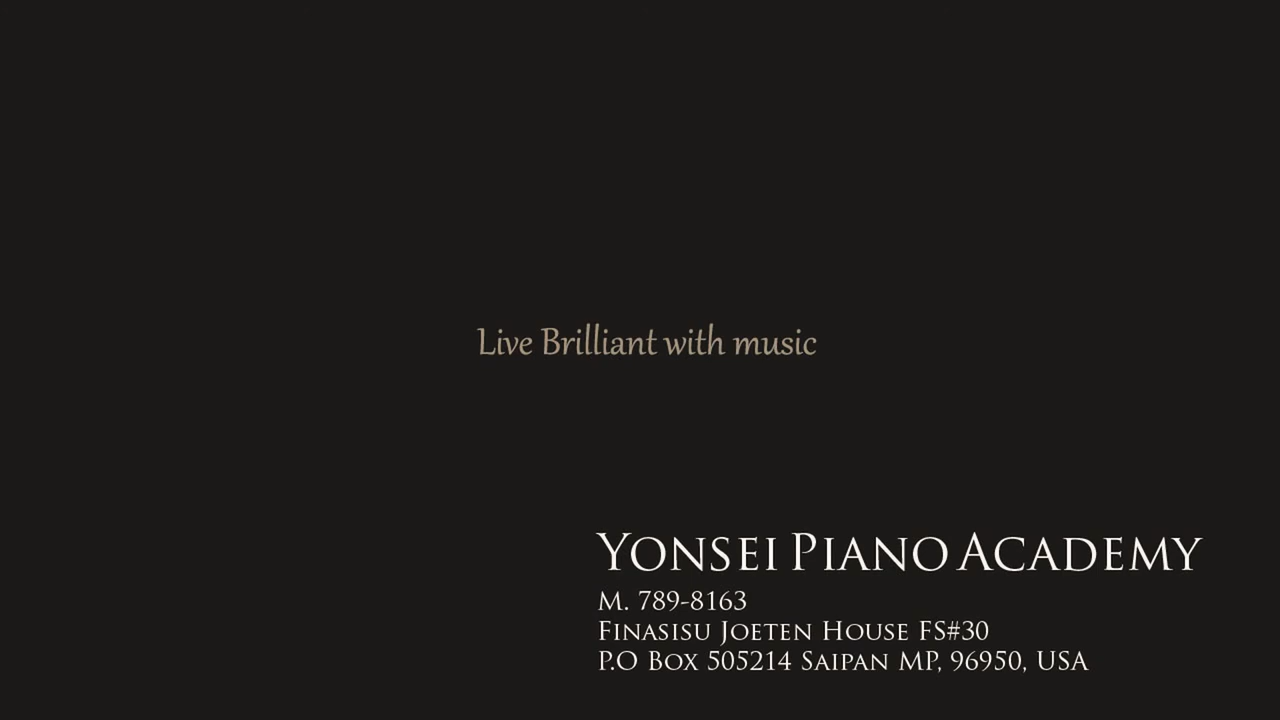 Live Brilliant with music
Yonsei Piano Academy
M. 789-8163
Finasisu Joeten House FS#30
P.O Box 505214 Saipan MP, 96950, USA